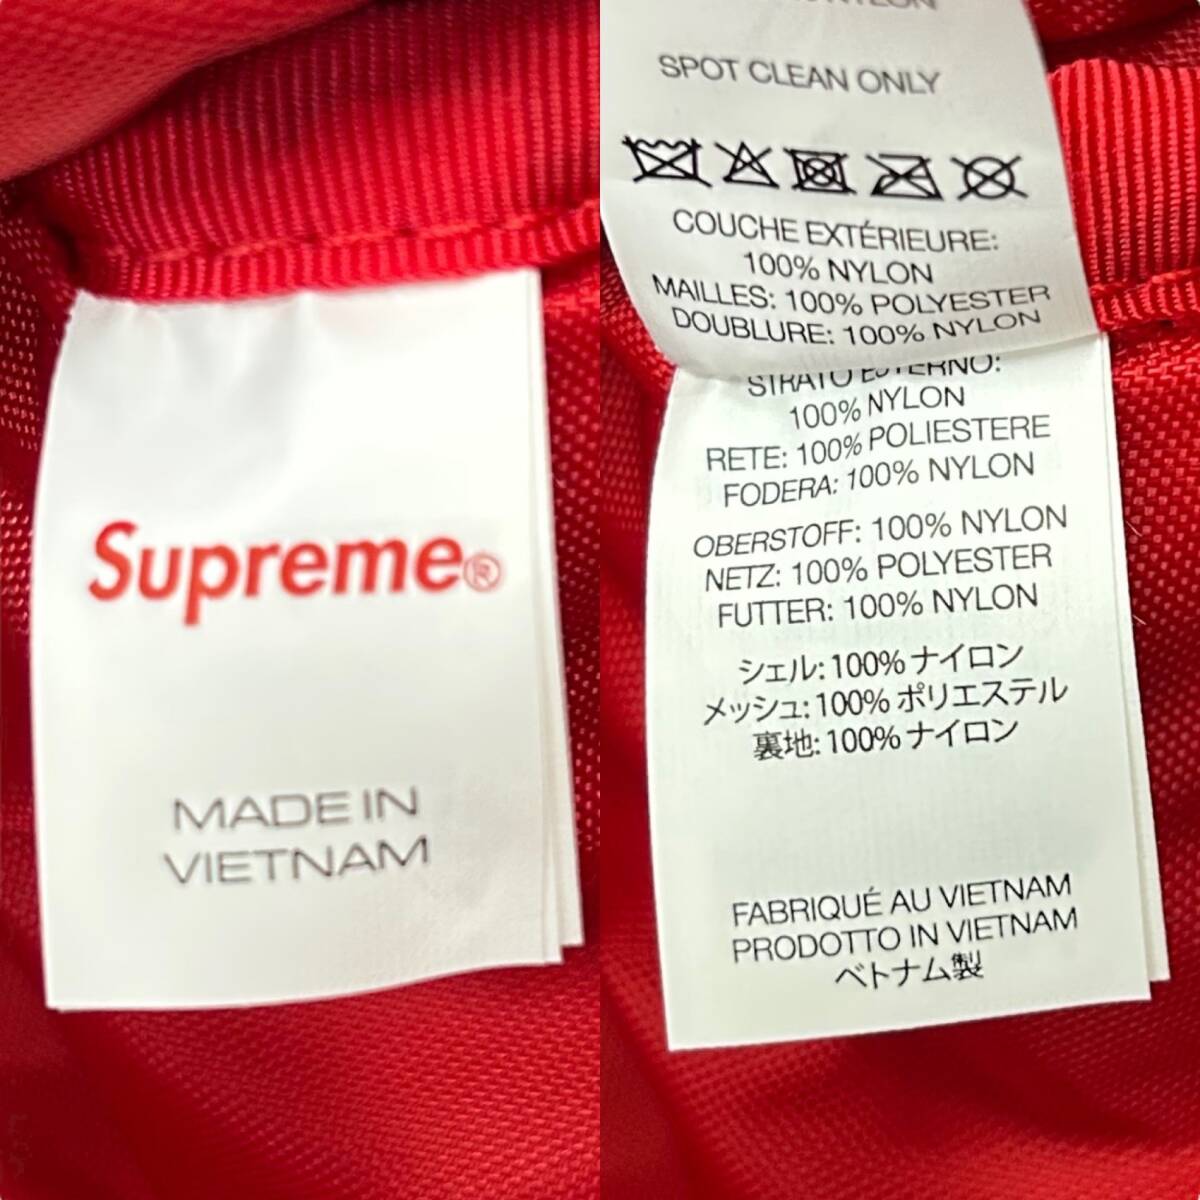 Supreme®
MADE IN
VIETNAM
NYLON
SPOT CLEAN ONLY
COUCHE EXTÉRIEURE:
100% NYLON
MAILLES: 100% POLYESTER
DOUBLURE: 100% NYLON
STRATO ESTERNO:
100% NYLON
RETE: 100% POLIESTERE
FODERA: 100% NYLON
OBERSTOFF: 100% NYLON
NETZ: 100% POLYESTER
FUTTER: 100% NYLON
シェル: 100% ナイロン
メッシュ: 100% ポリエステル
裏地: 100% ナイロン
FABRIQUÉ AU VIETNAM
PRODOTTO IN VIETNAM
ベトナム製